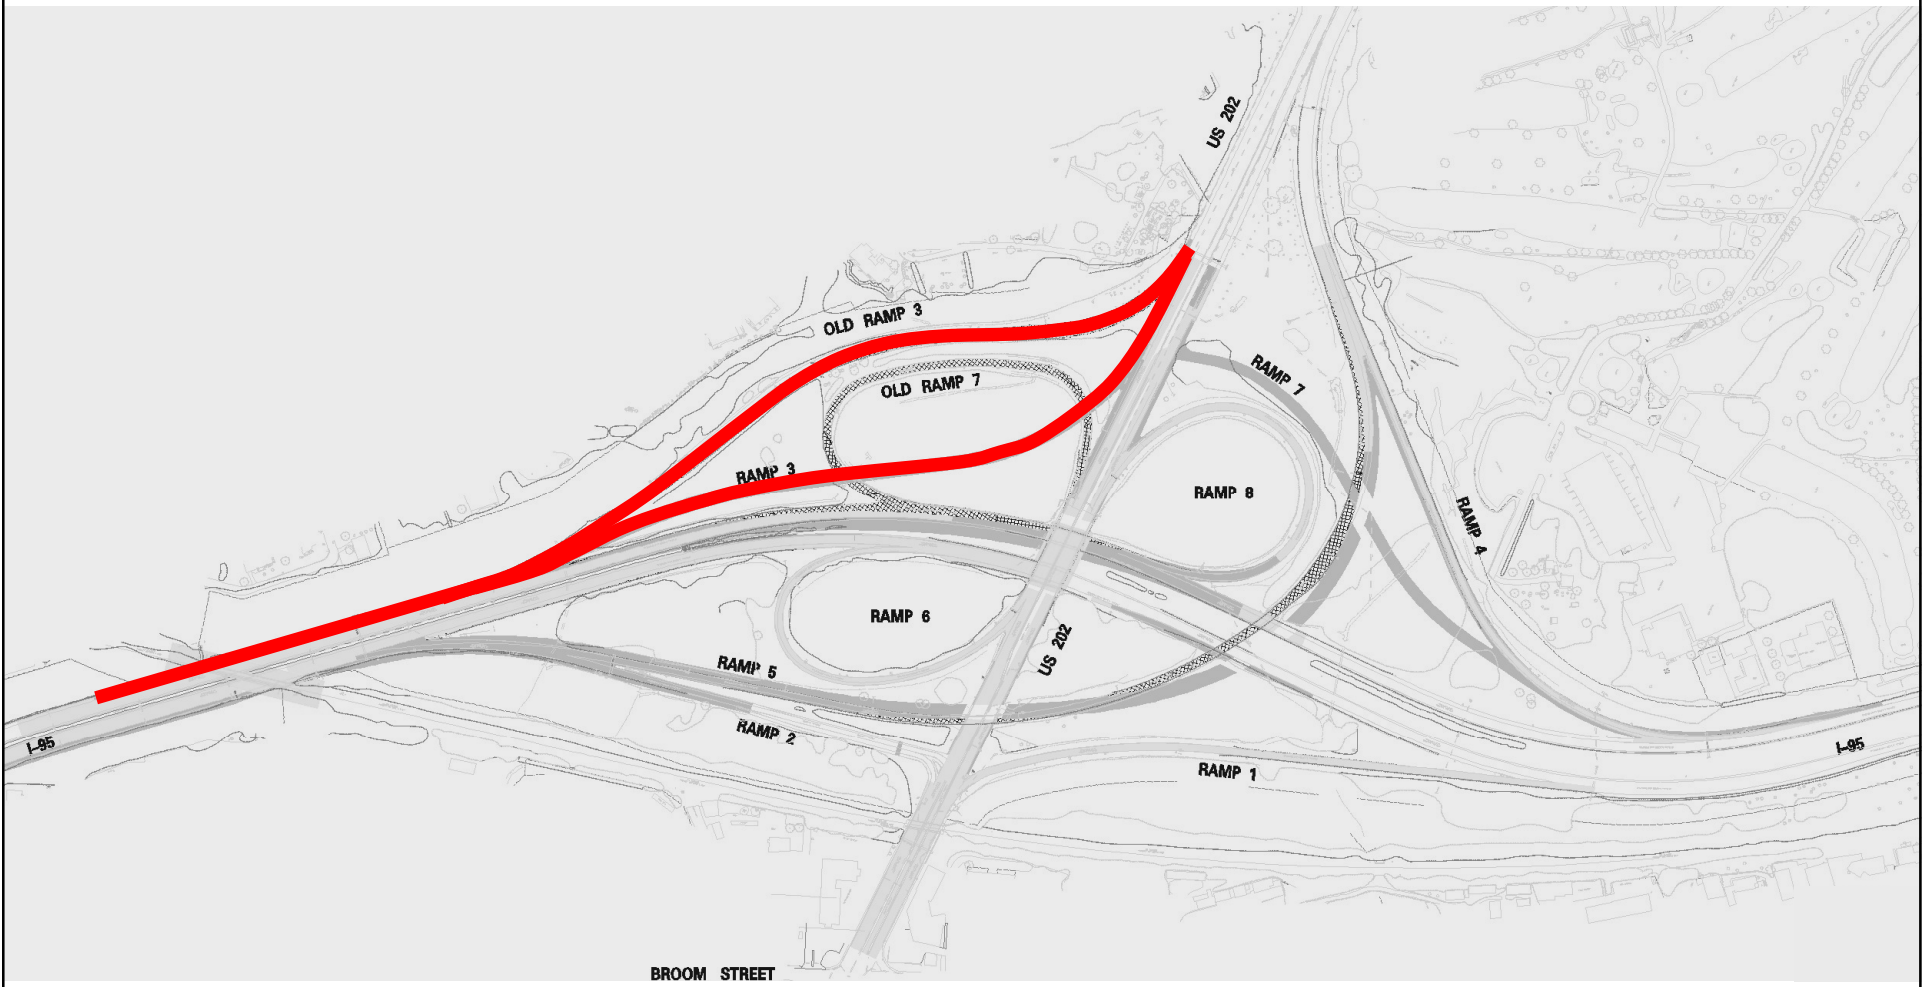 US 202
OLD RAMP 3
RAMP 7
OLD RAMP 7
RAMP 3
RAMP 8
RAMP 4
RAMP 6
US 202
RAMP 5
RAMP 2
I-95
I-95
RAMP 1
BROOM STREET